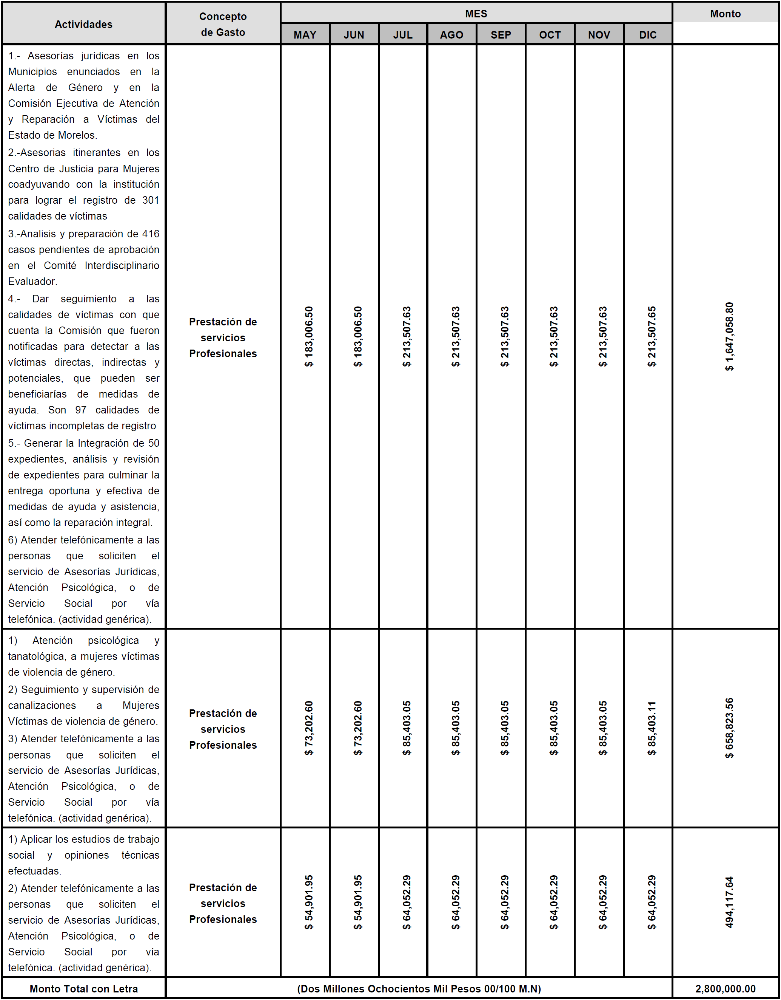 Actividades
Concepto
de Gasto
MES
Monto
MAY
JUN
JUL
AGO
SEP
OCT
NOV
DIC
1.- Asesorías jurídicas en los
Municipios enunciados en la
Alerta de Género y en la
Comisión Ejecutiva de Atención
y Reparación a Víctimas del
Estado de Morelos.
2.-Asesorias itinerantes en los
Centro de Justicia para Mujeres
coadyuvando con la institución
para lograr el registro de 301
calidades de víctimas
3.-Analisis y preparación de 416
casos pendientes de aprobación
en el Comité Interdisciplinario
Evaluador.
4.- Dar seguimiento a las
calidades de víctimas con que
cuenta la Comisión que fueron
notificadas para detectar a las
víctimas directas, indirectas y
potenciales, que pueden ser
beneficiarías de medidas de
ayuda. Son 97 calidades de
víctimas incompletas de registro
5.- Generar la Integración de 50
expedientes, análisis y revisión
de expedientes para culminar la
entrega oportuna y efectiva de
medidas de ayuda y asistencia,
así como la reparación integral.
6) Atender telefónicamente a las
personas que soliciten el
servicio de Asesorías Jurídicas,
Atención Psicológica, o de
Servicio Social por vía
telefónica. (actividad genérica).
Prestación de
servicios
Profesionales
$ 183,006.50
$ 183,006.50
$ 213,507.63
$ 213,507.63
$ 213,507.63
$ 213,507.63
$ 213,507.63
$ 213,507.65
$ 1,647,058.80
1) Atención psicológica y
tanatológica, a mujeres víctimas
de violencia de género.
2) Seguimiento y supervisión de
canalizaciones a Mujeres
Víctimas de violencia de género.
3) Atender telefónicamente a las
personas que soliciten el
servicio de Asesorías Jurídicas,
Atención Psicológica, o de
Servicio Social por vía
telefónica. (actividad genérica).
Prestación de
servicios
Profesionales
$ 73,202.60
$ 73,202.60
$ 85,403.05
$ 85,403.05
$ 85,403.05
$ 85,403.05
$ 85,403.05
$ 85,403.11
$ 658,823.56
1) Aplicar los estudios de trabajo
social y opiniones técnicas
efectuadas.
2) Atender telefónicamente a las
personas que soliciten el
servicio de Asesorías Jurídicas,
Atención Psicológica, o de
Servicio Social por vía
telefónica. (actividad genérica).
Prestación de
servicios
Profesionales
$ 54,901.95
$ 54,901.95
$ 64,052.29
$ 64,052.29
$ 64,052.29
$ 64,052.29
$ 64,052.29
$ 64,052.29
494,117.64
Monto Total con Letra
(Dos Millones Ochocientos Mil Pesos 00/100 M.N)
2,800,000.00